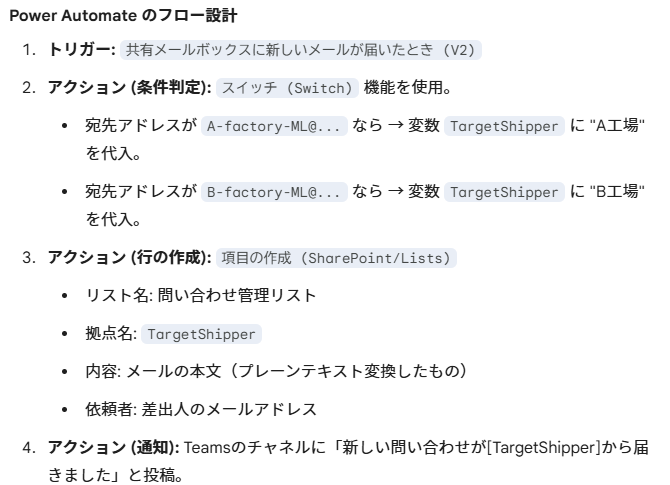 Power Automate のフロー設計
1. トリガー: 共有メールボックスに新しいメールが届いたとき (V2)
2. アクション (条件判定): スイッチ (Switch) 機能を使用。
• 宛先アドレスが A-factory-ML@... なら → 変数 TargetShipper に "A工場"
を代入。
• 宛先アドレスが B-factory-ML@... なら → 変数 TargetShipper に "B工場"
を代入。
3. アクション (行の作成): 項目の作成 (SharePoint/Lists)
• リスト名: 問い合わせ管理リスト
• 拠点名: TargetShipper
• 内容: メールの本文（プレーンテキスト変換したもの）
• 依頼者: 差出人のメールアドレス
4. アクション (通知): Teamsのチャネルに「新しい問い合わせが[TargetShipper]から届
きました」と投稿。